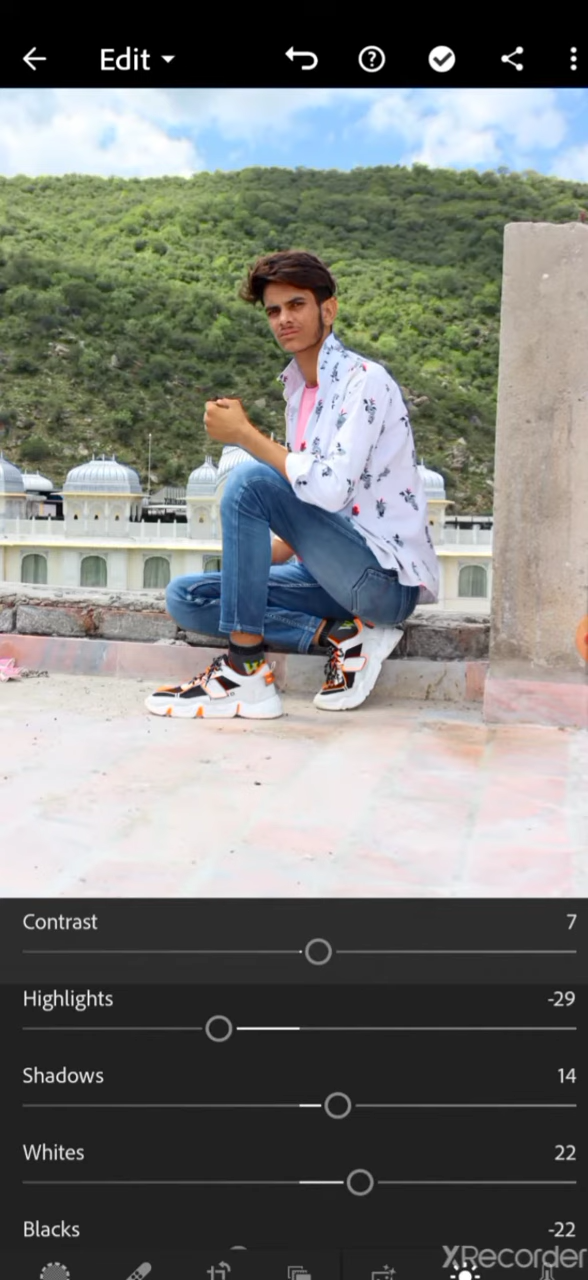 Edit
Contrast 7
Highlights -29
Shadows 14
Whites 22
Blacks -22
XRecorder